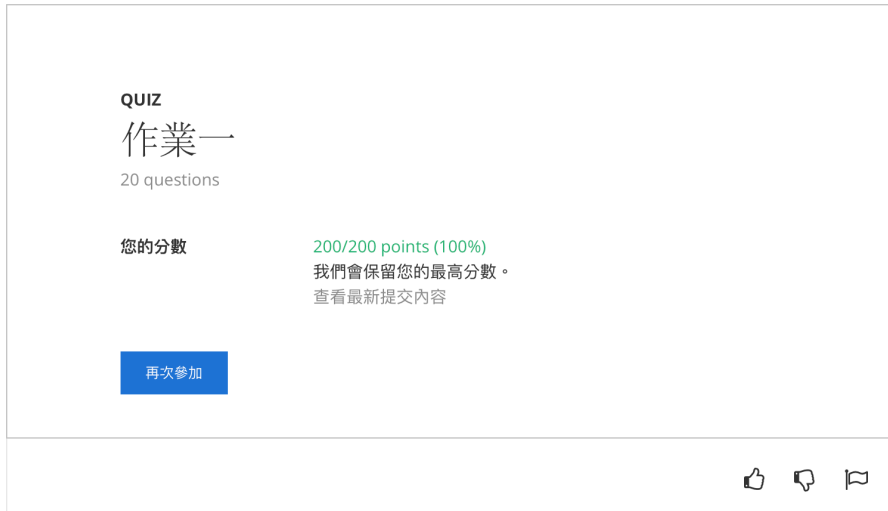 QUIZ
作業一
20 questions
您的分數
200/200 points (100%)
我們會保留您的最高分數。
查看最新提交內容
再次參加